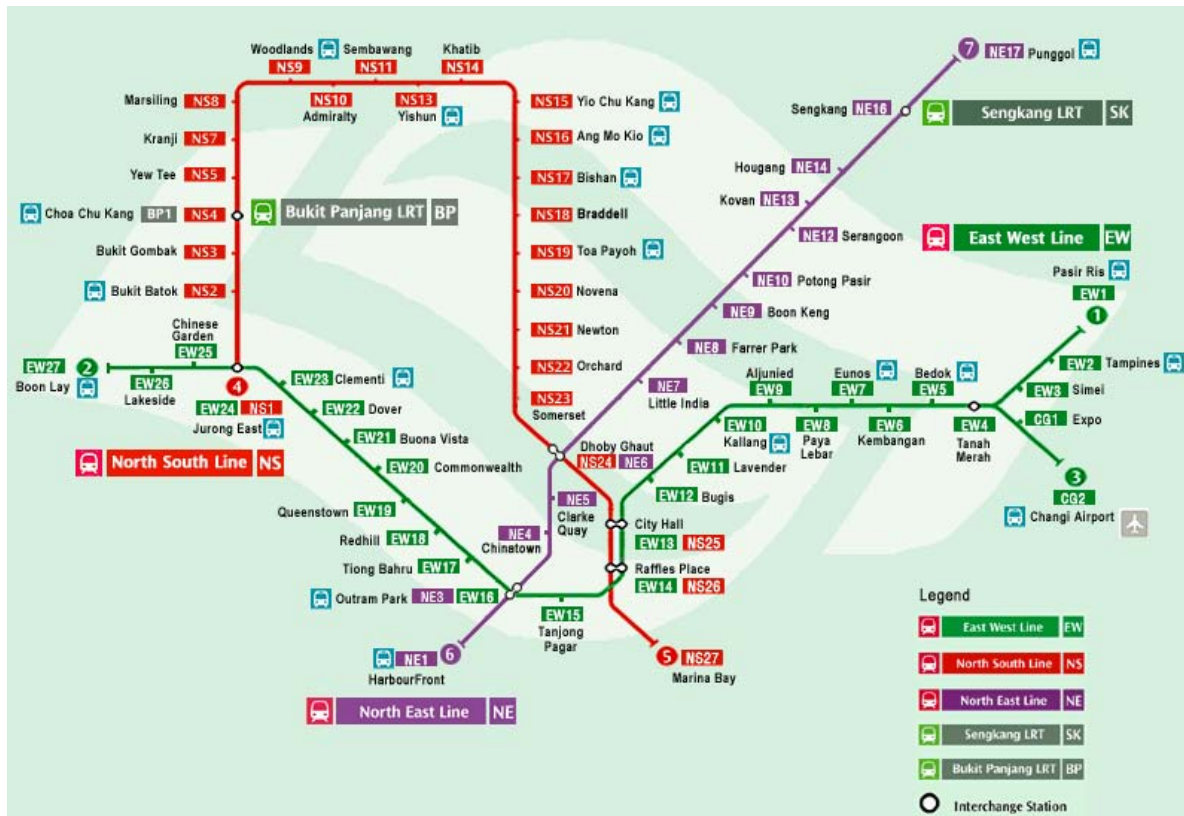 Woodlands
NS9
Sembawang
NS11
Khatib
NS14
NS10
Admiralty
NS13
Yishun
Marsiling NS8
Kranji NS7
Yew Tee NS5
Choa Chu Kang BP1 NS4
Bukit Panjang LRT BP
Bukit Gombak NS3
Bukit Batok NS2
NS15 Yio Chu Kang
NS16 Ang Mo Kio
NS17 Bishan
NS18 Braddell
NS19 Toa Payoh
NS20 Novena
NS21 Newton
NS22 Orchard
NS23
Somerset
7 NE17 Punggol
Sengkang NE16
Sengkang LRT SK
Hougang NE14
Kovan NE13
NE12 Serangoon
NE10 Potong Pasir
NE9 Boon Keng
NE8 Farrer Park
NE7
Little India
East West Line EW
Pasir Ris
EW1
1
EW2 Tampines
EW3 Simei
CG1 Expo
3
CG2
Changi Airport
Chinese
Garden
EW25
EW27 2
Boon Lay
EW26
Lakeside
4
EW24 NS1
Jurong East
North South Line NS
EW23 Clementi
EW22 Dover
EW21 Buona Vista
EW20 Commonwealth
Queenstown EW19
Redhill EW18
Tiong Bahru EW17
Outram Park NE3 EW16
NE1 6
HarbourFront
North East Line NE
Dhoby Ghaut
NS24 NE6
NE5
Clarke
Quay
NE4
Chinatown
EW15
Tanjong
Pagar
City Hall
EW13 NS25
Raffles Place
EW14 NS26
5 NS27
Marina Bay
EW12 Bugis
EW11 Lavender
EW10
Kallang
Aljunied
EW9
EW8
Paya
Lebar
Eunos
EW7
EW6
Kembangan
Bedok
EW5
EW4
Tanah
Merah
Legend
East West Line EW
North South Line NS
North East Line NE
Sengkang LRT SK
Bukit Panjang LRT BP
Interchange Station